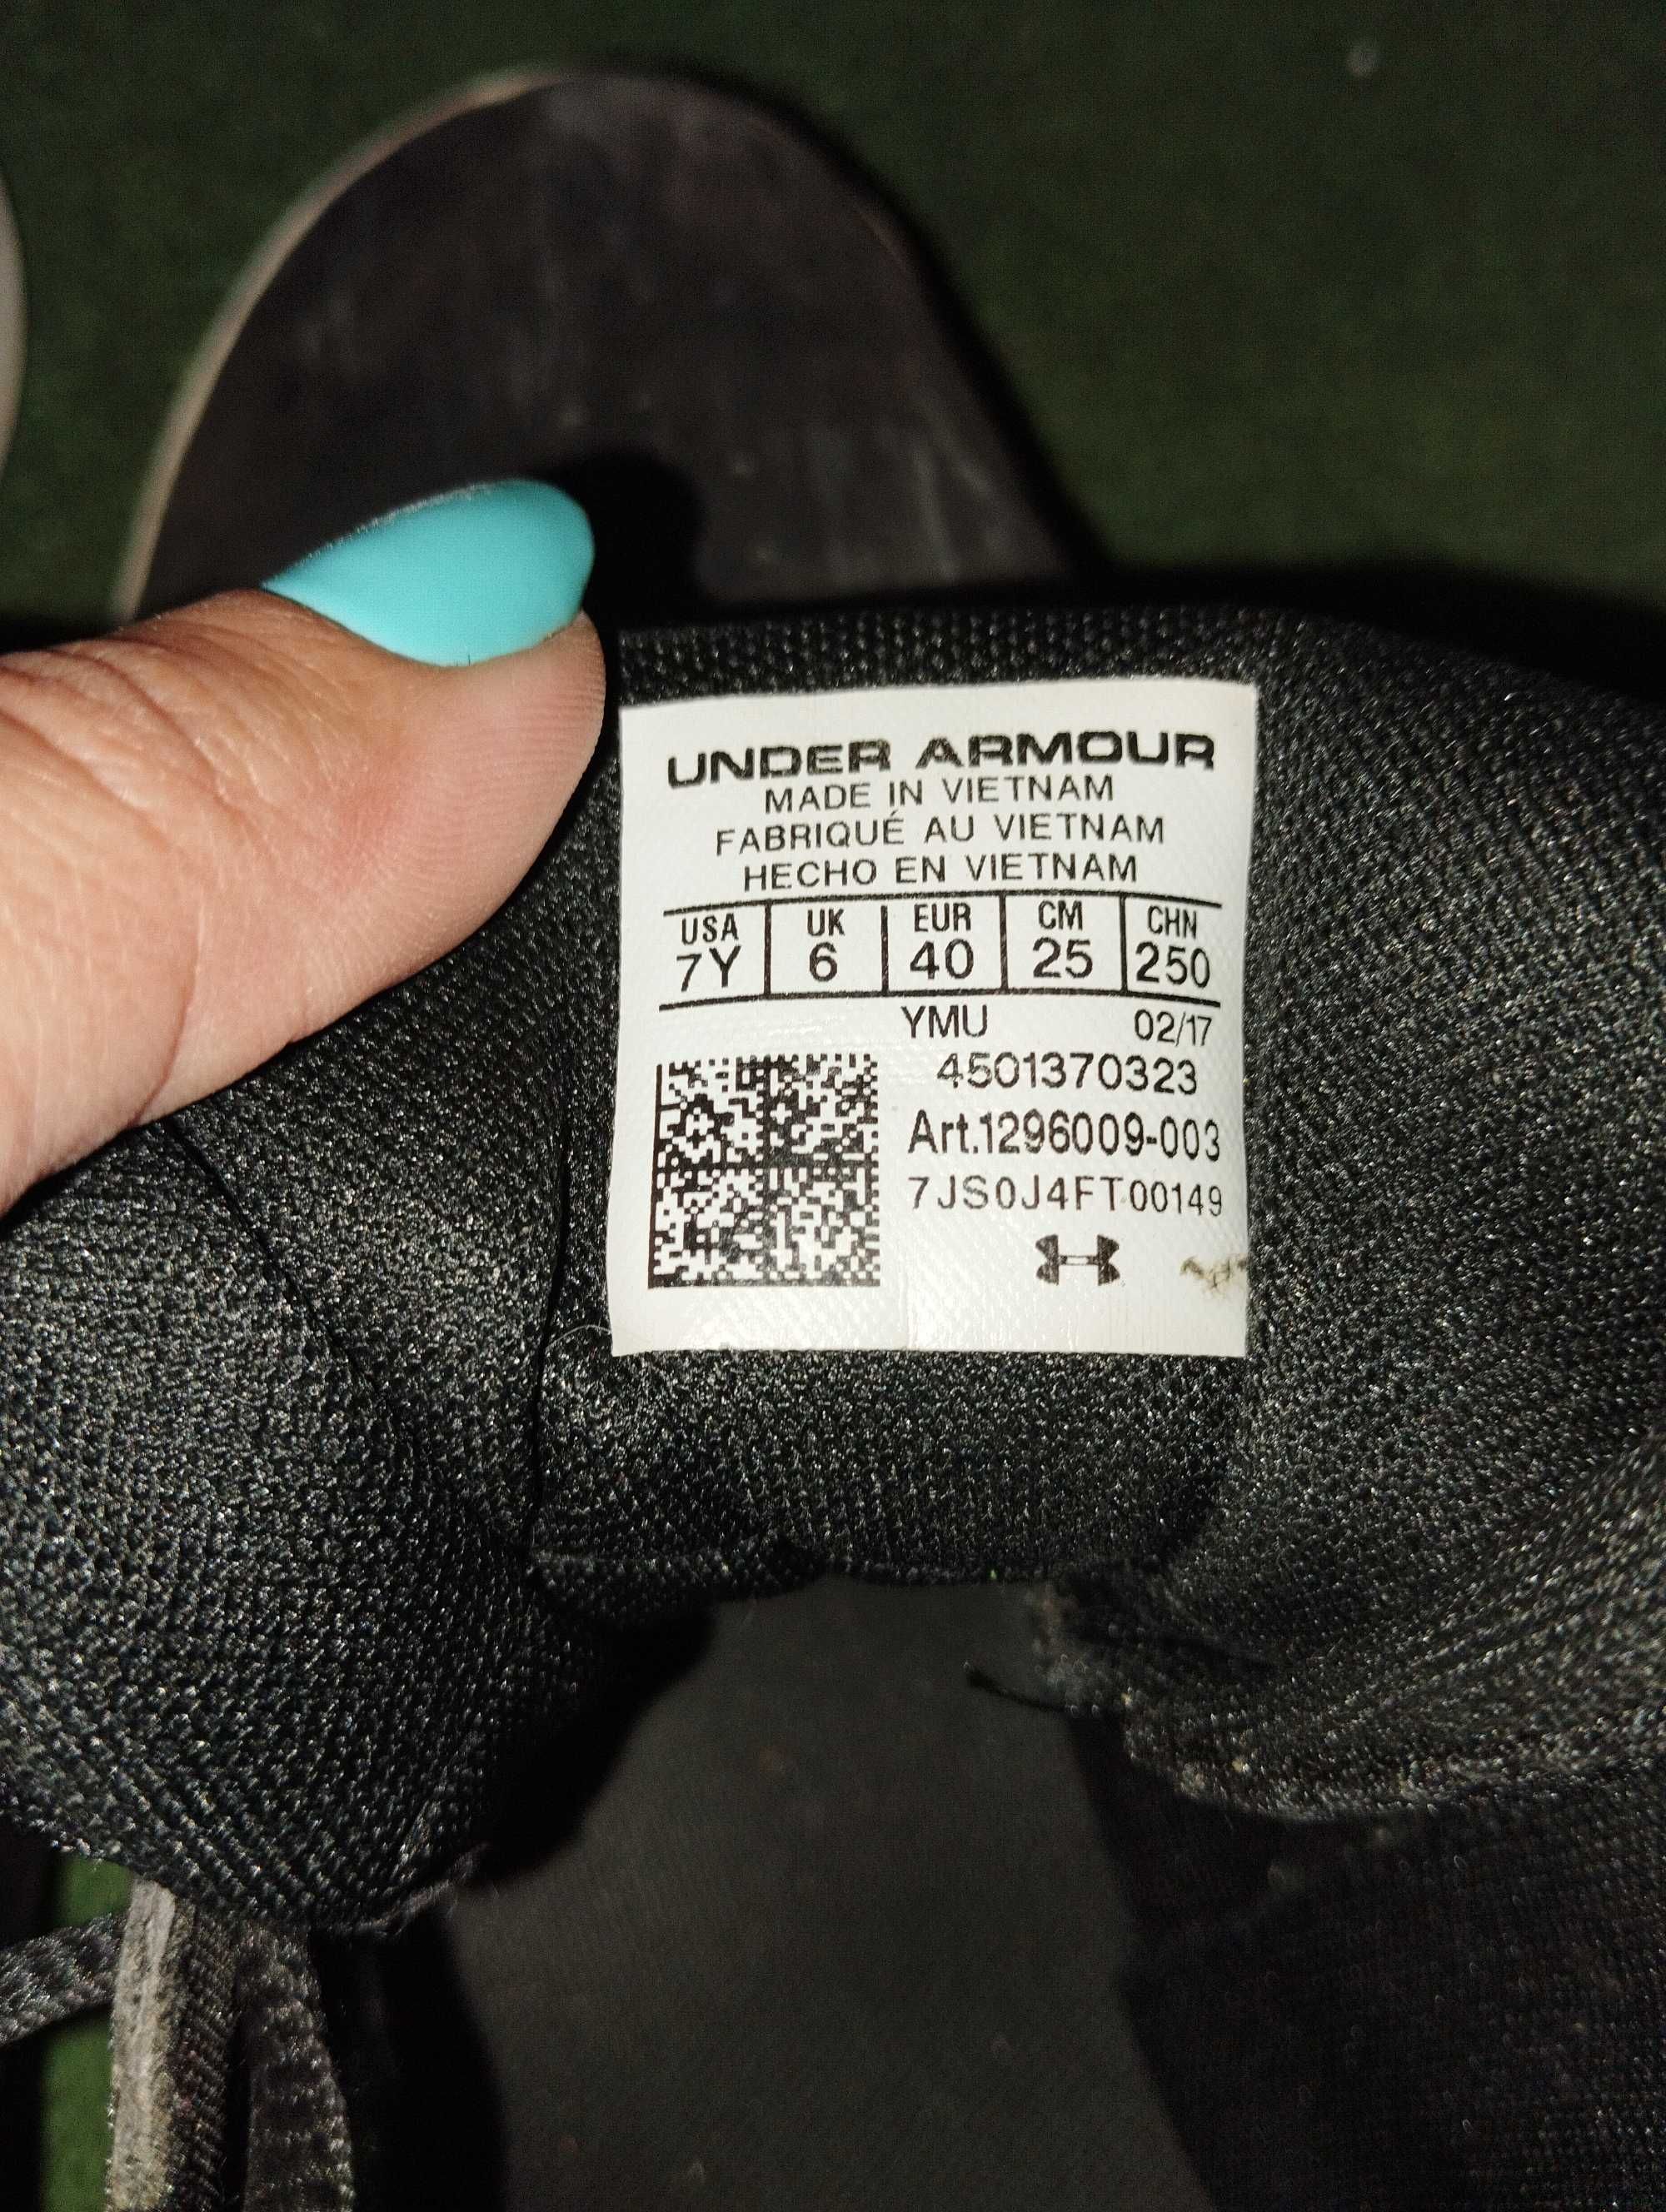 UNDER ARMOUR
MADE IN VIETNAM
FABRIQUÉ AU VIETNAM
HECHO EN VIETNAM
USA UK EUR CM CHN
7Y 6 40 25 250
YMU 02/17
4501370323
Art.1296009-003
7JS0J4FT00149